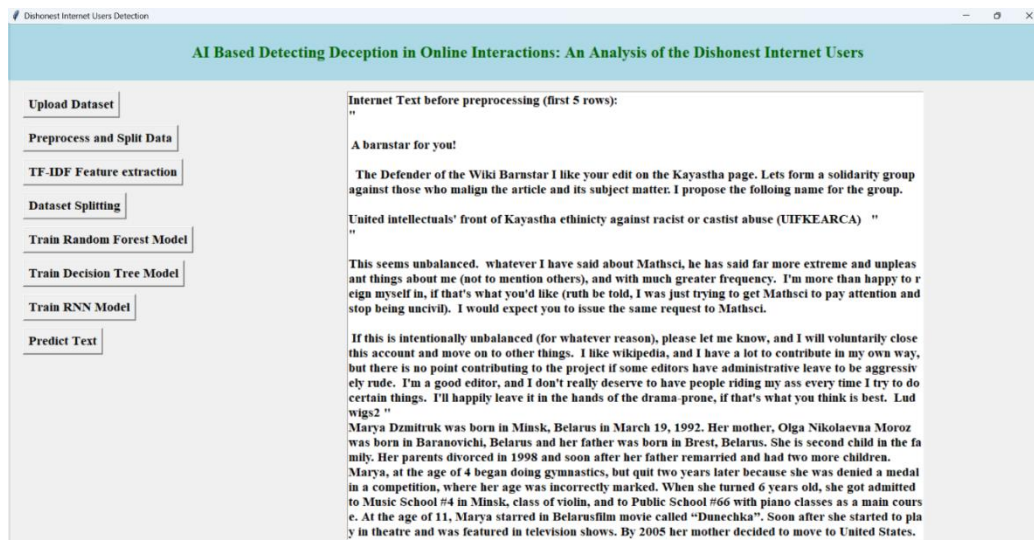 Dishonest Internet Users Detection
AI Based Detecting Deception in Online Interactions: An Analysis of the Dishonest Internet Users
Upload Dataset
Preprocess and Split Data
TF-IDF Feature extraction
Dataset Splitting
Train Random Forest Model
Train Decision Tree Model
Train RNN Model
Predict Text
Internet Text before preprocessing (first 5 rows):
"
A barnstar for you!
The Defender of the Wiki Barnstar I like your edit on the Kayastha page. Lets form a solidarity group
against those who malign the article and its subject matter. I propose the folloing name for the group.
United intellectuals' front of Kayastha ethinicty against racist or castist abuse (UIFKEARCA)   "
"
This seems unbalanced.  whatever I have said about Mathsci, he has said far more extreme and unpleas
ant things about me (not to mention others), and with much greater frequency.  I'm more than happy to r
eign myself in, if that's what you'd like (ruth be told, I was just trying to get Mathsci to pay attention and
stop being uncivil).  I would expect you to issue the same request to Mathsci.
If this is intentionally unbalanced (for whatever reason), please let me know, and I will voluntarily close
this account and move on to other things.  I like wikipedia, and I have a lot to contribute in my own way,
but there is no point contributing to the project if some editors have administrative leave to be aggressiv
ely rude.  I'm a good editor, and I don't really deserve to have people riding my ass every time I try to do
certain things.  I'll happily leave it in the hands of the drama-prone, if that's what you think is best.  Lud
wigs2 "
Marya Dzmitruk was born in Minsk, Belarus in March 19, 1992. Her mother, Olga Nikolaevna Moroz
was born in Baranovichi, Belarus and her father was born in Brest, Belarus. She is second child in the fa
mily. Her parents divorced in 1998 and soon after her father remarried and had two more children.
Marya, at the age of 4 began doing gymnastics, but quit two years later because she was denied a medal
in a competition, where her age was incorrectly marked. When she turned 6 years old, she got admitted
to Music School #4 in Minsk, class of violin, and to Public School #66 with piano classes as a main cours
e. At the age of 11, Marya starred in Belarusfilm movie called “Dunechka”. Soon after she started to pla
y in theatre and was featured in television shows. By 2005 her mother decided to move to United States.